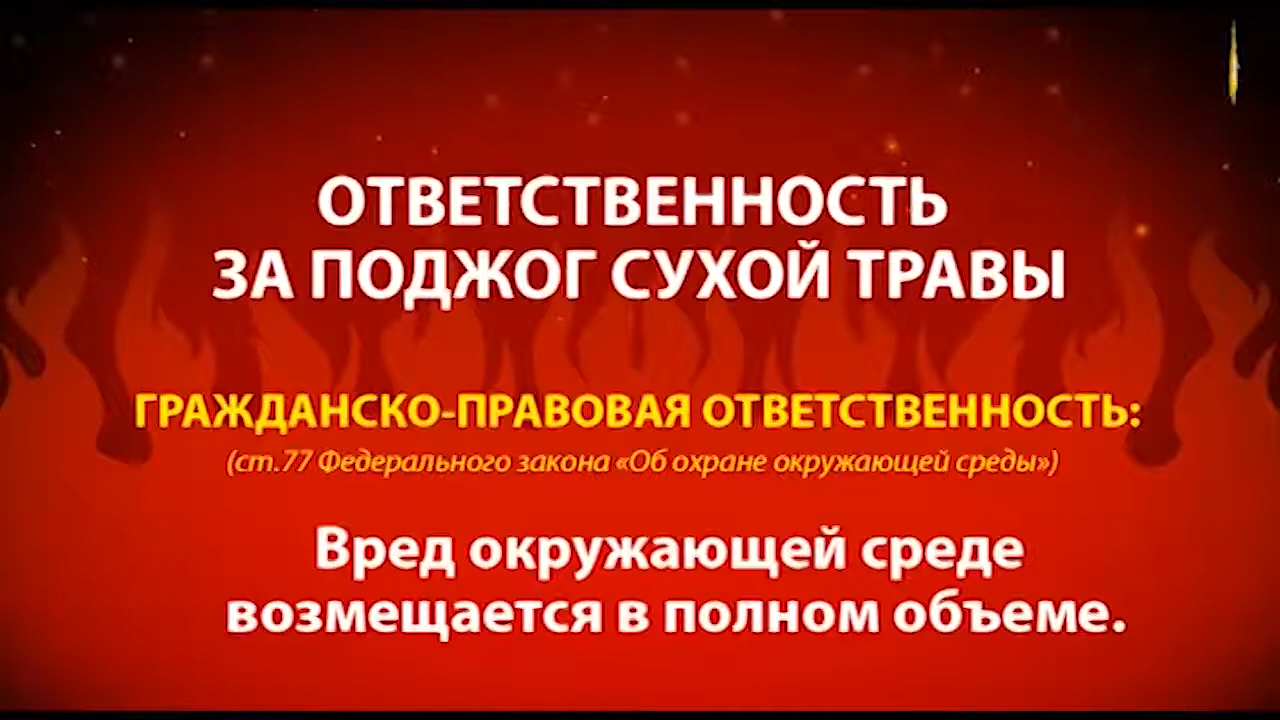 ОТВЕТСТВЕННОСТЬ
ЗА ПОДЖОГ СУХОЙ ТРАВЫ
ГРАЖДАНСКО-ПРАВОВАЯ ОТВЕТСТВЕННОСТЬ:
(ст.77 Федерального закона «Об охране окружающей среды»)
Вред окружающей среде
возмещается в полном объеме.